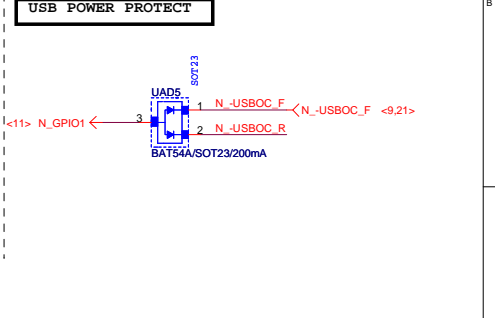 USB POWER PROTECT
B
SOT23
UAD5
1 N_-USBOC_F N_-USBOC_F <9,21>
<11> N_GPIO1 3
2 N_-USBOC_R
BAT54A/SOT23/200mA